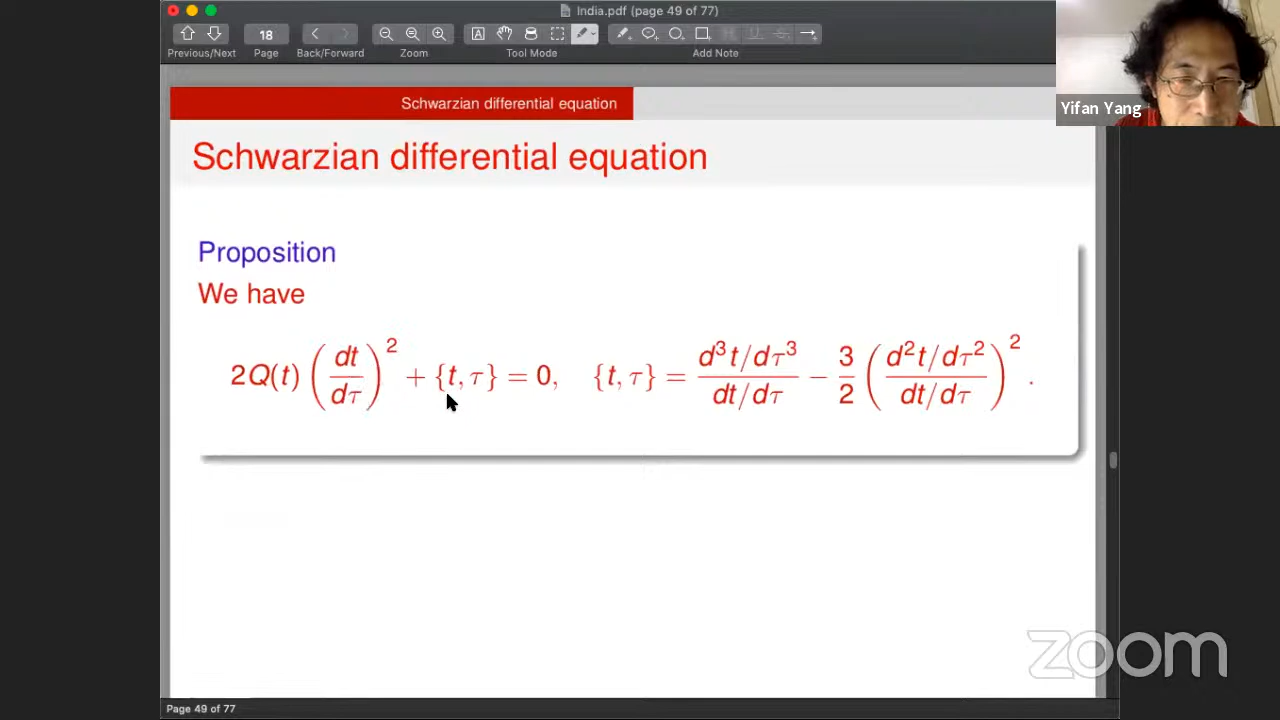 India.pdf (page 49 of 77)
18
Previous/Next Page Back/Forward Zoom Tool Mode Add Note
Yifan Yang
Schwarzian differential equation
Schwarzian differential equation
Proposition
We have
2Q(t) (dt/dτ)² + {t, τ} = 0, {t, τ} = (d³t/dτ³)/(dt/dτ) − 3/2 ((d²t/dτ²)/(dt/dτ))².
zoom
Page 49 of 77